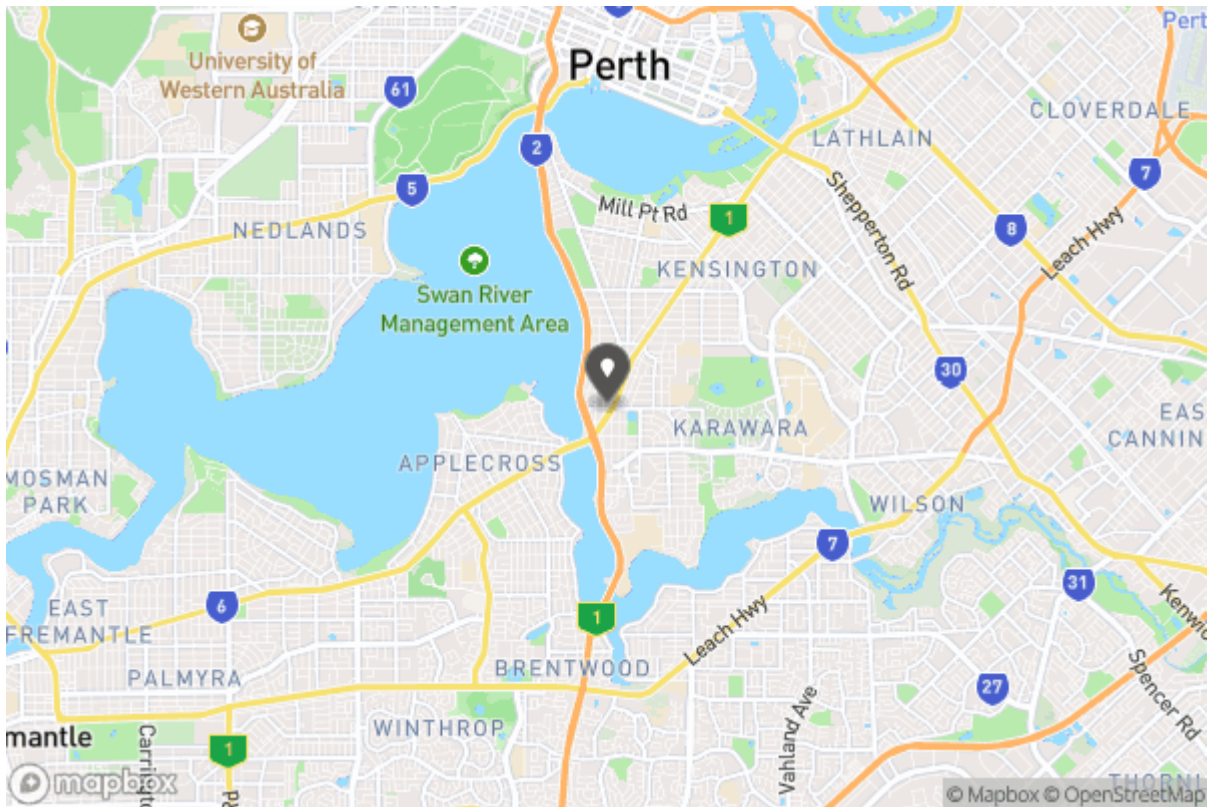 Perth
University of
Western Australia
61
Pert
CLOVERDALE
LATHLAIN
2
7
5
Mill Pt Rd
1
Shepperton Rd
NEDLANDS
8
Leach Hwy
KENSINGTON
Swan River
Management Area
30
KARAWARA
EAS
CANNIN
APPLECROSS
MOSMAN
PARK
WILSON
7
31
6
EAST
FREMANTLE
1
Leach Hwy
Kenwic
BRENTWOOD
PALMYRA
27
Spencer Rd
WINTHROP
Vahland Ave
mantle
1
Carringto
mapbox
THORNL
© Mapbox © OpenStreetMap